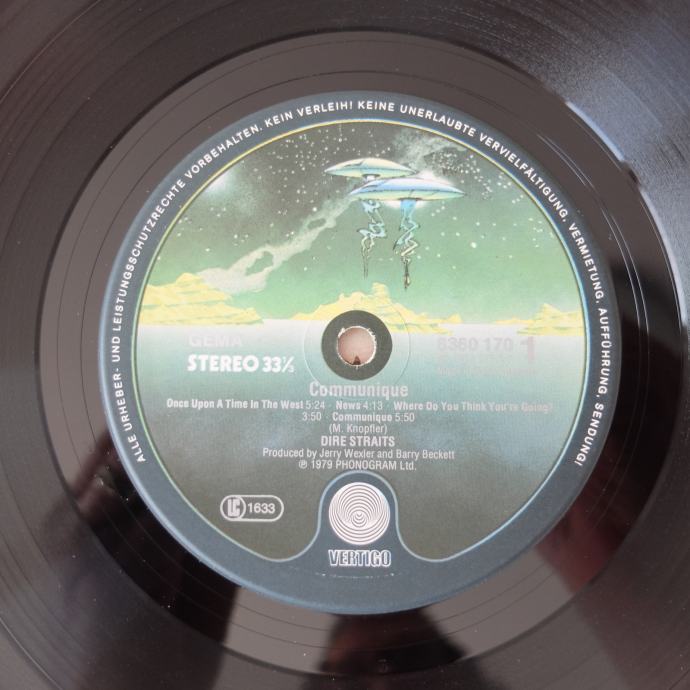 ALLE URHEBER- UND LEISTUNGSSCHUTZRECHTE VORBEHALTEN. KEIN VERLEIH! KEINE UNERLAUBTE VERVIELFÄLTIGUNG, VERMIETUNG, AUFFÜHRUNG, SENDUNG!
GEMA
STEREO 33⅓
6360 170 1
Communique
Once Upon A Time In The West 5:24 · News 4:13 · Where Do You Think You're Going?
3:50 · Communique 5:50
(M. Knopfler)
DIRE STRAITS
Produced by Jerry Wexler and Barry Beckett
℗ 1979 PHONOGRAM Ltd.
LC 1633
VERTIGO